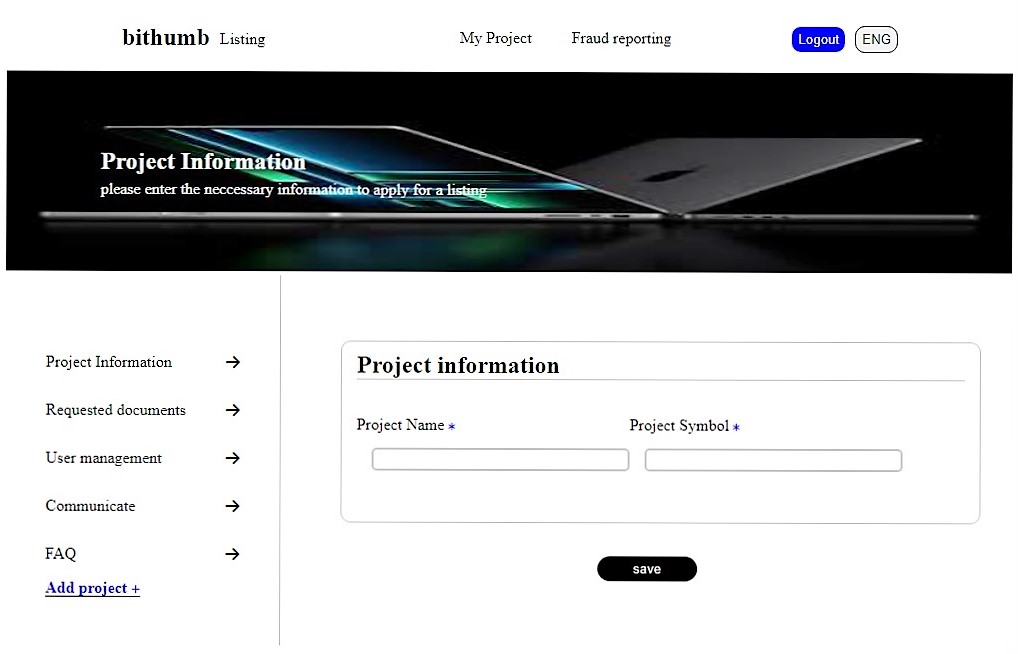 bithumb Listing My Project Fraud reporting Logout ENG
Project Information
please enter the neccessary information to apply for a listing
Project Information →
Requested documents →
User management →
Communicate →
FAQ →
Add project +
Project information
Project Name * Project Symbol *
save